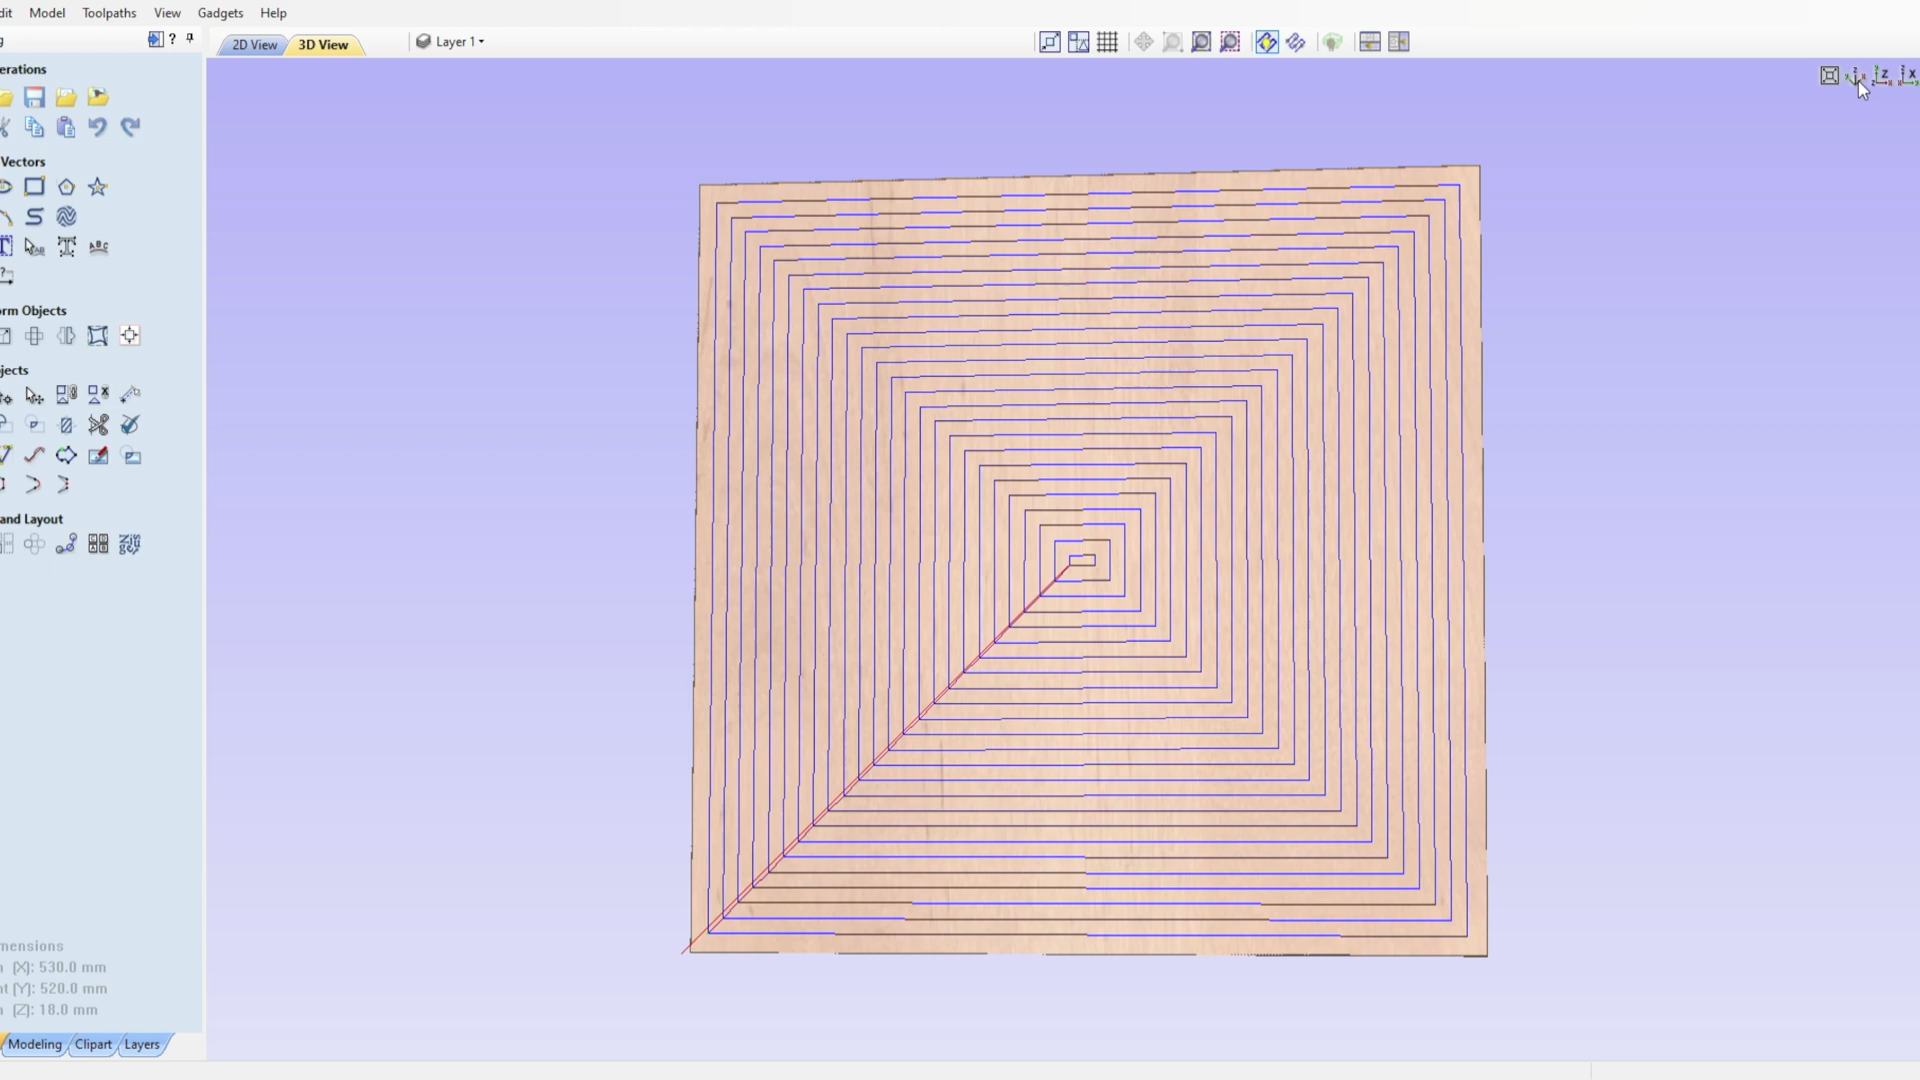 dit Model Toolpaths View Gadgets Help
g ?
2D View 3D View Layer 1
erations
Vectors
orm Objects
jects
and Layout
mensions
n (X): 530.0 mm
nt (Y): 520.0 mm
n (Z): 18.0 mm
Modeling Clipart Layers